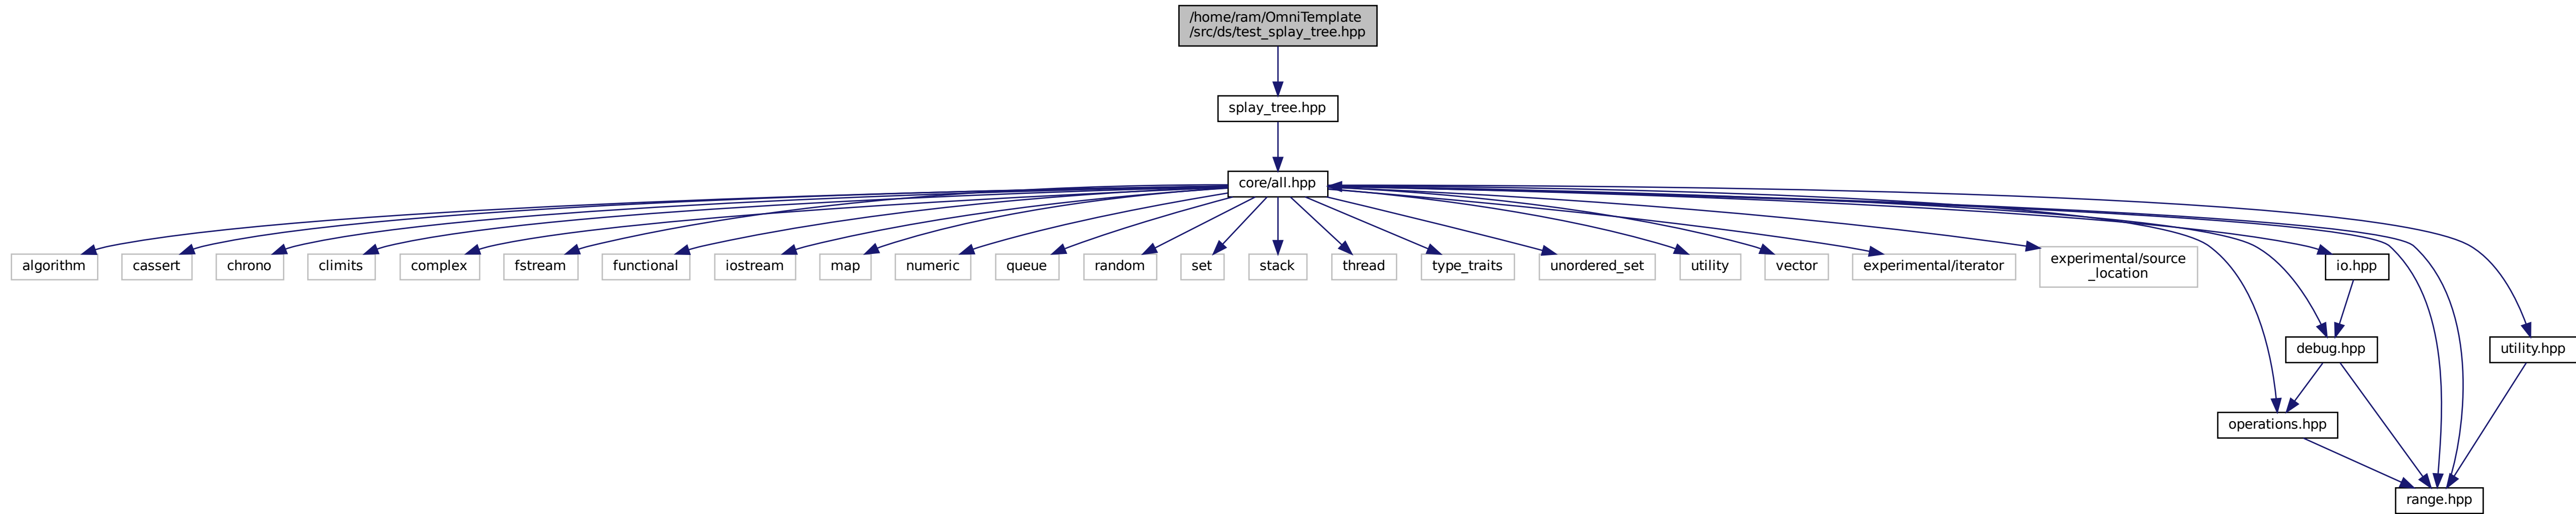 /home/ram/OmniTemplate
/src/ds/test_splay_tree.hpp
splay_tree.hpp
core/all.hpp
algorithm
cassert
chrono
climits
complex
fstream
functional
iostream
map
numeric
queue
random
set
stack
thread
type_traits
unordered_set
utility
vector
experimental/iterator
experimental/source
_location
io.hpp
debug.hpp
utility.hpp
operations.hpp
range.hpp